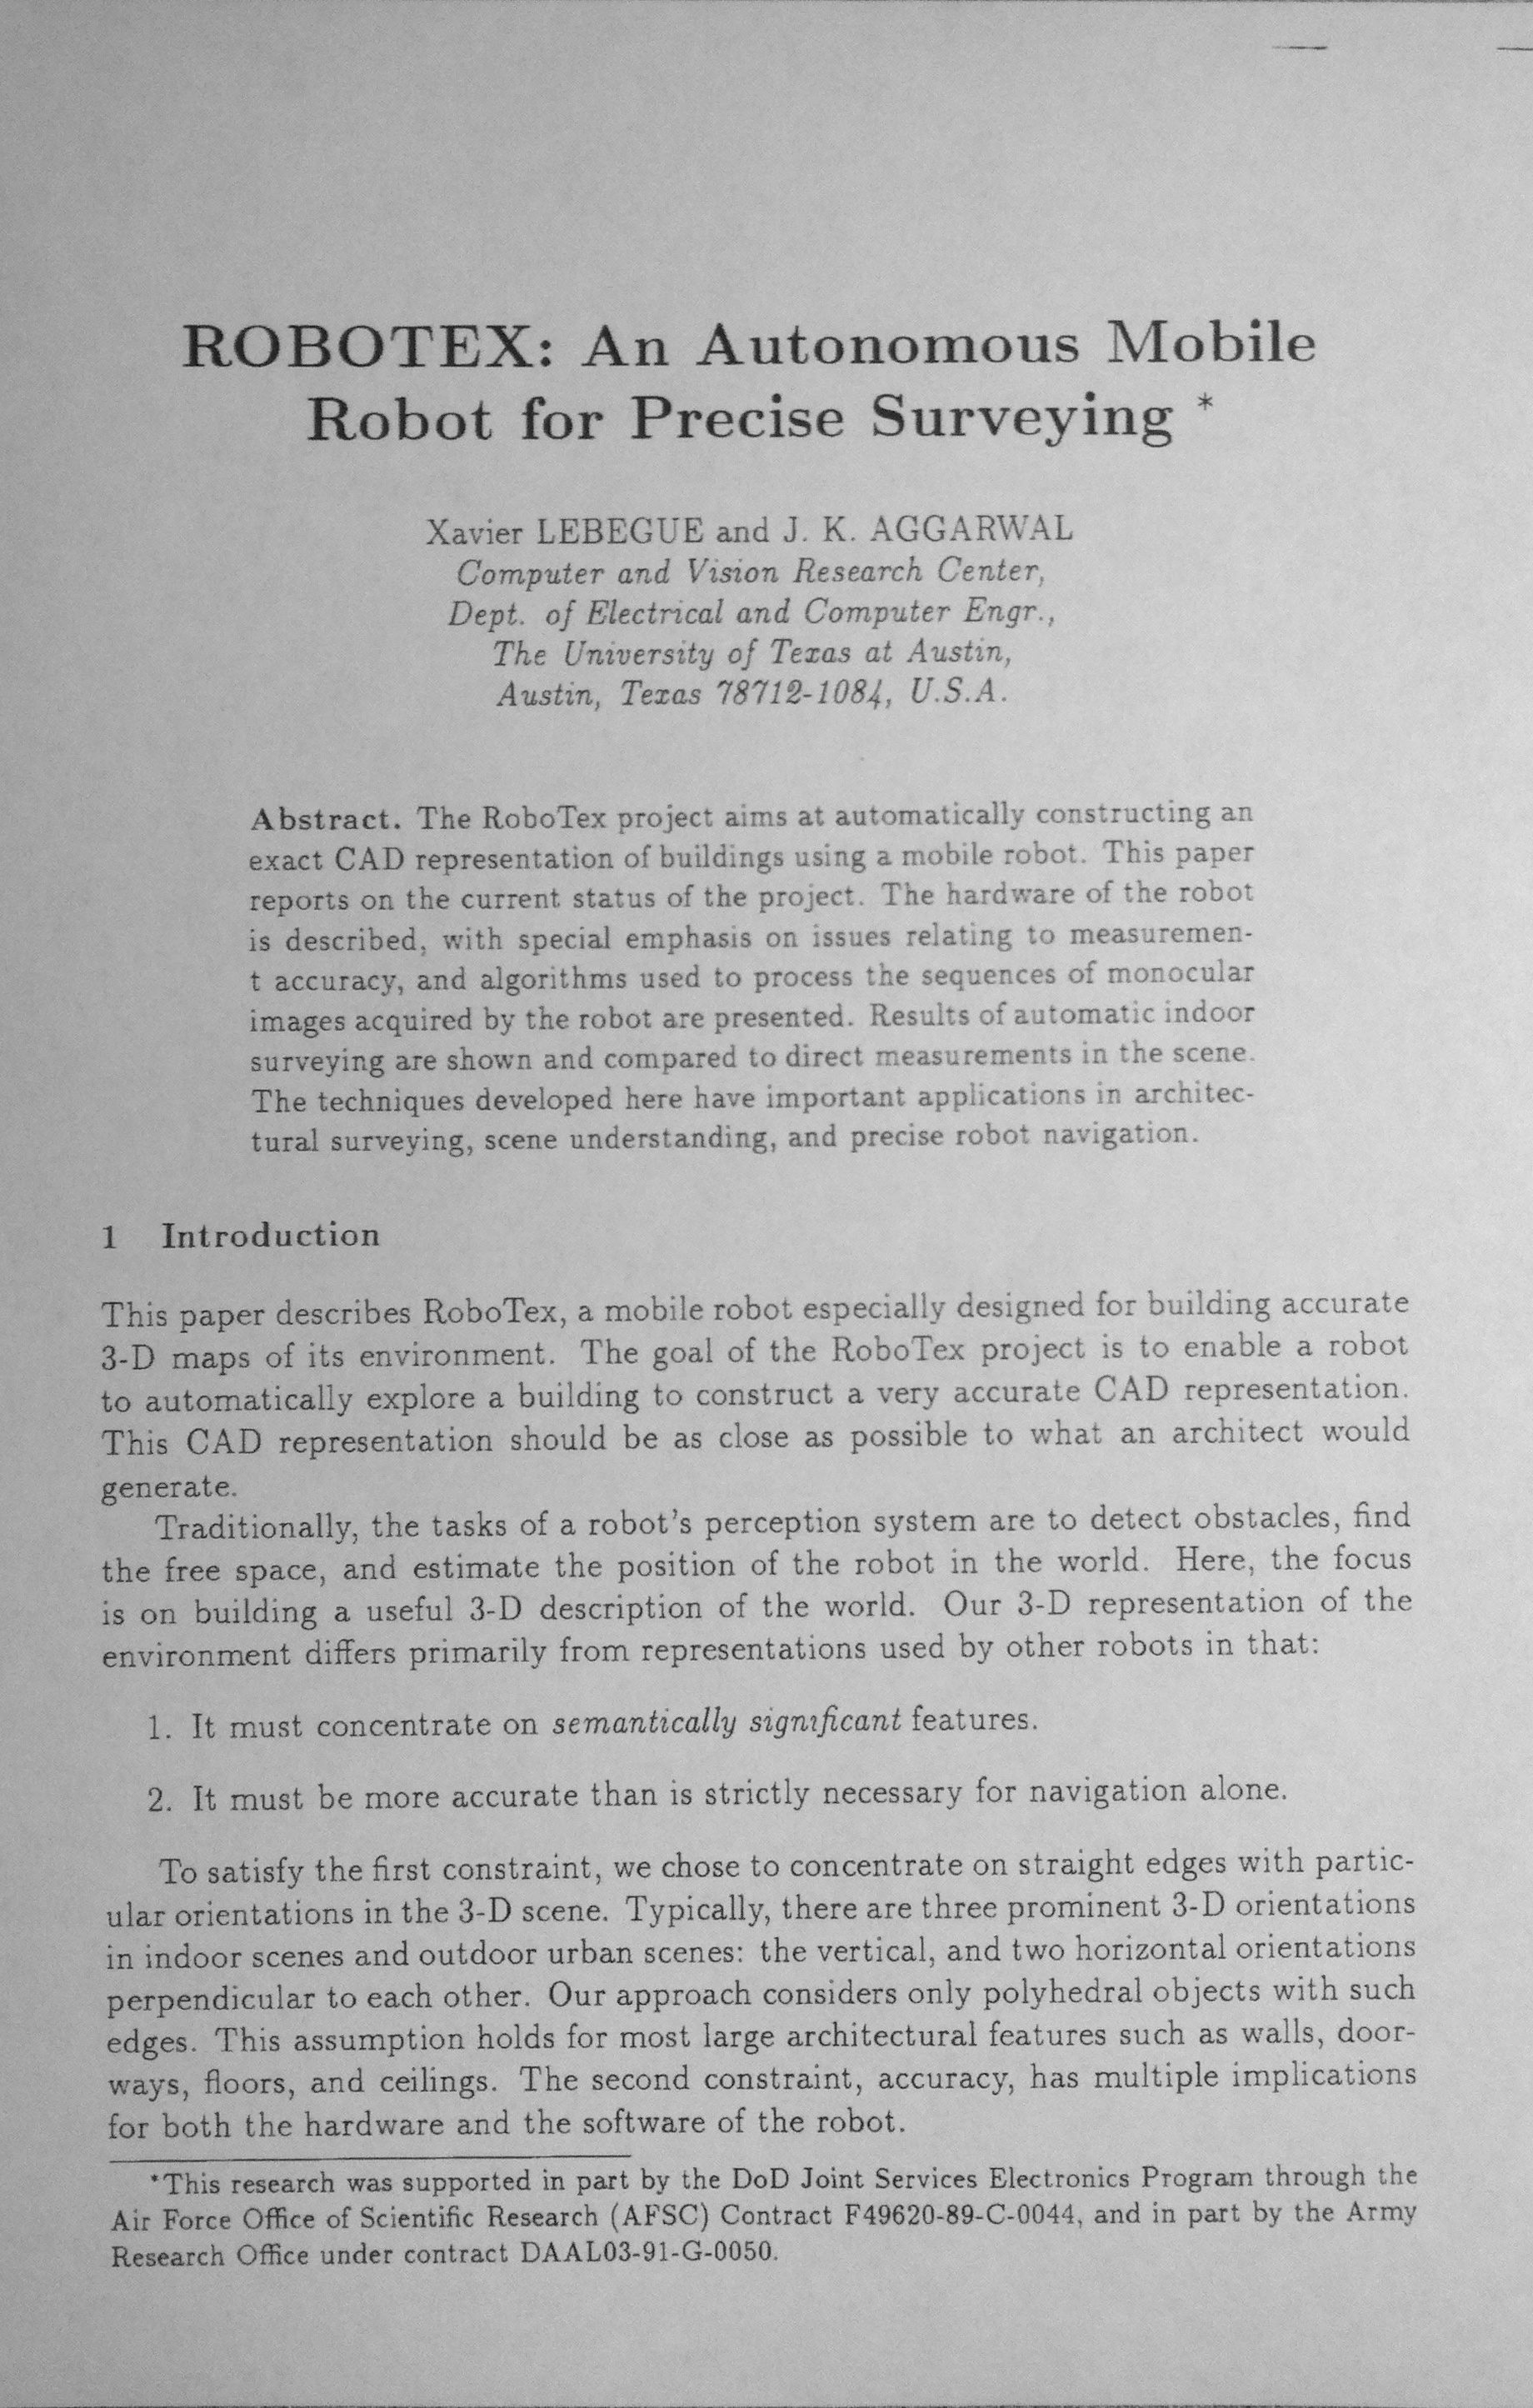 ROBOTEX: An Autonomous Mobile
Robot for Precise Surveying *
Xavier LEBEGUE and J. K. AGGARWAL
Computer and Vision Research Center,
Dept. of Electrical and Computer Engr.,
The University of Texas at Austin,
Austin, Texas 78712-1084, U.S.A.
Abstract. The RoboTex project aims at automatically constructing an
exact CAD representation of buildings using a mobile robot. This paper
reports on the current status of the project. The hardware of the robot
is described, with special emphasis on issues relating to measuremen-
t accuracy, and algorithms used to process the sequences of monocular
images acquired by the robot are presented. Results of automatic indoor
surveying are shown and compared to direct measurements in the scene.
The techniques developed here have important applications in architec-
tural surveying, scene understanding, and precise robot navigation.
1 Introduction
This paper describes RoboTex, a mobile robot especially designed for building accurate
3-D maps of its environment. The goal of the RoboTex project is to enable a robot
to automatically explore a building to construct a very accurate CAD representation.
This CAD representation should be as close as possible to what an architect would
generate.
Traditionally, the tasks of a robot's perception system are to detect obstacles, find
the free space, and estimate the position of the robot in the world. Here, the focus
is on building a useful 3-D description of the world. Our 3-D representation of the
environment differs primarily from representations used by other robots in that:
1. It must concentrate on semantically significant features.
2. It must be more accurate than is strictly necessary for navigation alone.
To satisfy the first constraint, we chose to concentrate on straight edges with partic-
ular orientations in the 3-D scene. Typically, there are three prominent 3-D orientations
in indoor scenes and outdoor urban scenes: the vertical, and two horizontal orientations
perpendicular to each other. Our approach considers only polyhedral objects with such
edges. This assumption holds for most large architectural features such as walls, door-
ways, floors, and ceilings. The second constraint, accuracy, has multiple implications
for both the hardware and the software of the robot.
*This research was supported in part by the DoD Joint Services Electronics Program through the
Air Force Office of Scientific Research (AFSC) Contract F49620-89-C-0044, and in part by the Army
Research Office under contract DAAL03-91-G-0050.